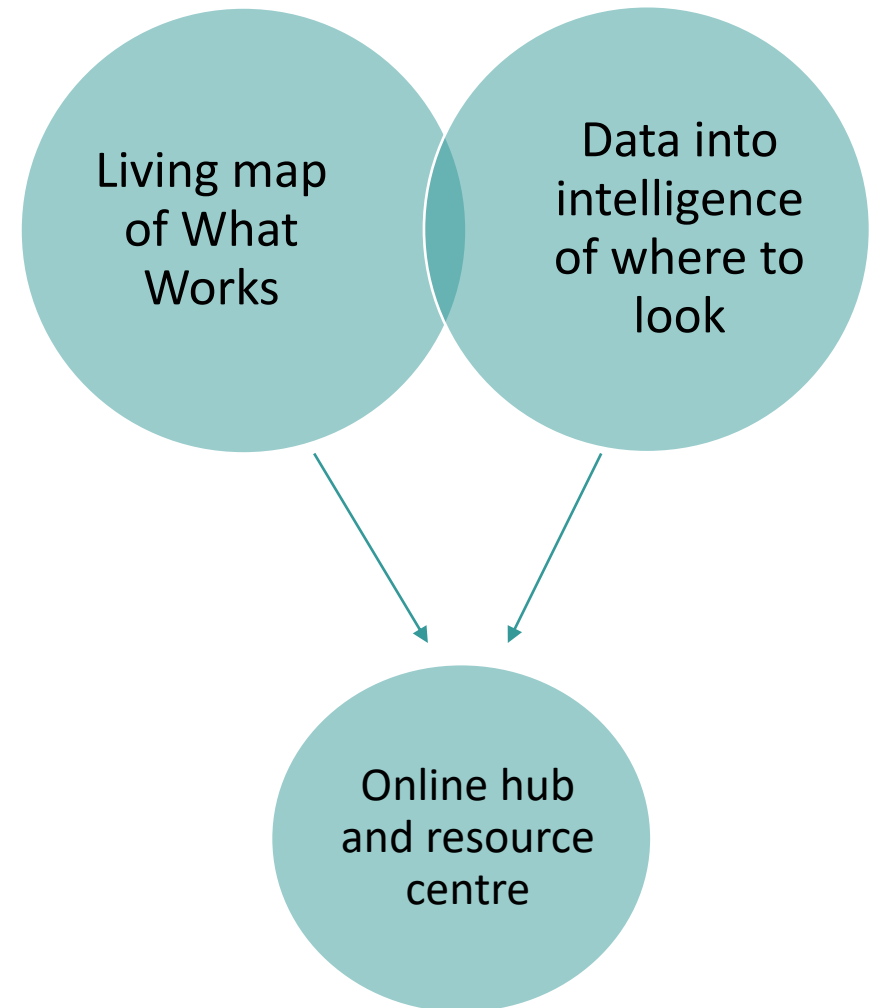 Living map
of What
Works
Data into
intelligence
of where to
look
Online hub
and resource
centre